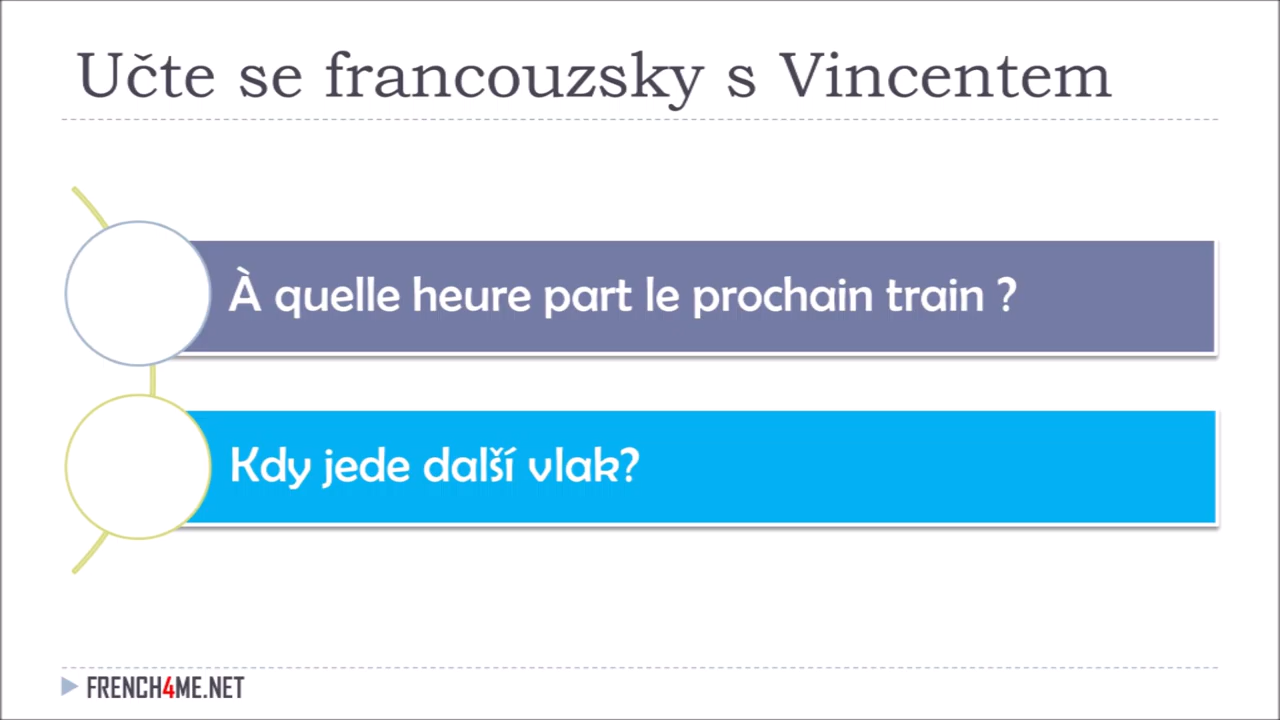 Učte se francouzsky s Vincentem
À quelle heure part le prochain train ?
Kdy jede další vlak?
FRENCH4ME.NET